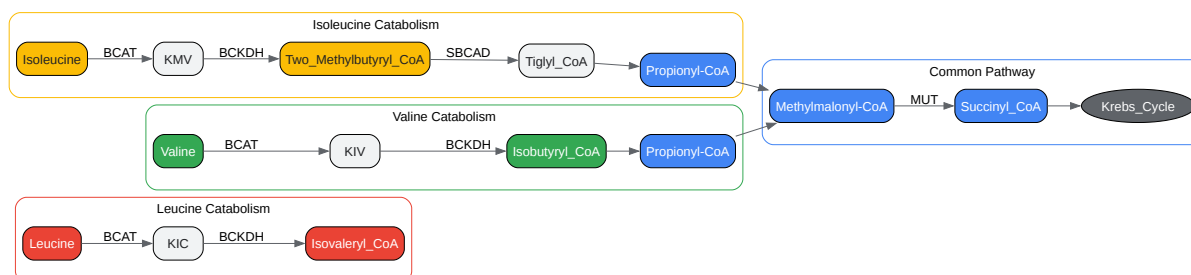 Isoleucine Catabolism
Isoleucine
BCAT
KMV
BCKDH
Two_Methylbutyryl_CoA
SBCAD
Tiglyl_CoA
Propionyl-CoA
Common Pathway
Methylmalonyl-CoA
MUT
Succinyl_CoA
Krebs_Cycle
Valine Catabolism
Valine
BCAT
KIV
BCKDH
Isobutyryl_CoA
Propionyl-CoA
Leucine Catabolism
Leucine
BCAT
KIC
BCKDH
Isovaleryl_CoA